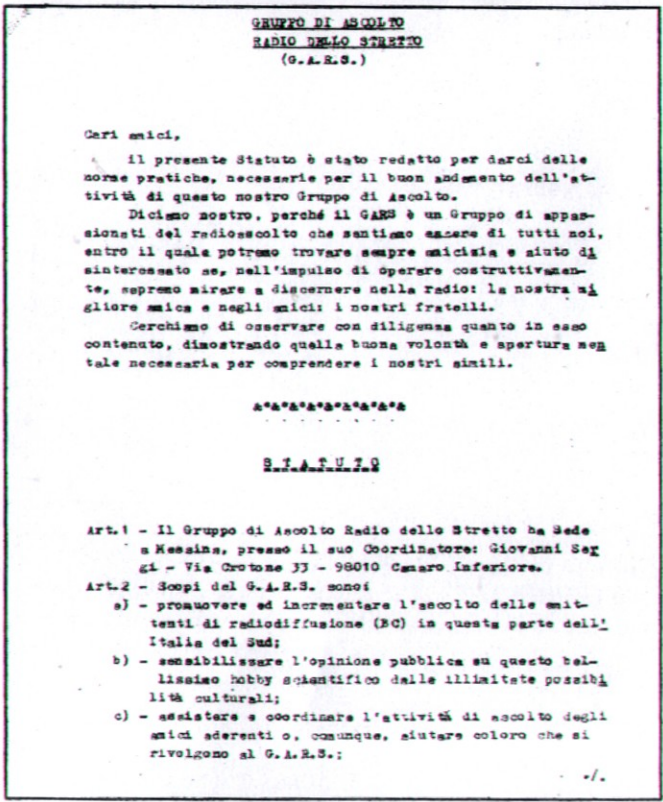 GRUPPO DI ASCOLTO
RADIO DELLO STRETTO
(G.A.R.S.)
Cari amici,
il presente Statuto è stato redatto per darci delle
norme pratiche, necessarie per il buon andamento dell'at-
tività di questo nostro Gruppo di Ascolto.
Diciamo nostro, perché il GARS è un Gruppo di appas-
sionati del radioascolto che sentiamo essere di tutti noi,
entro il quale potremo trovare sempre amicizia e aiuto di
sinteressato se, nell'impulso di operare costruttivamen-
te, sapremo mirare a discernere nella radio: la nostra mi
gliore amica e negli amici: i nostri fratelli.
Cerchiamo di osservare con diligenza quanto in esso
contenuto, dimostrando quella buona volontà e apertura men
tale necessaria per comprendere i nostri simili.
&*&*&*&*&*&*&*&*&*&
S T A T U T O
Art.1 - Il Gruppo di Ascolto Radio dello Stretto ha Sede
a Messina, presso il suo Coordinatore: Giovanni Ser
gi - Via Crotone 33 - 98010 Camaro Inferiore.
Art.2 - Scopi del G.A.R.S. sono:
a) - promuovere ed incrementare l'ascolto delle emit-
tenti di radiodiffusione (BC) in questa parte dell'
Italia del Sud;
b) - sensibilizzare l'opinione pubblica su questo bel-
lissimo hobby scientifico dalle illimitate possibi
lità culturali;
c) - assistere e coordinare l'attività di ascolto degli
amici aderenti o, comunque, aiutare coloro che si
rivolgono al G.A.R.S.;
./.